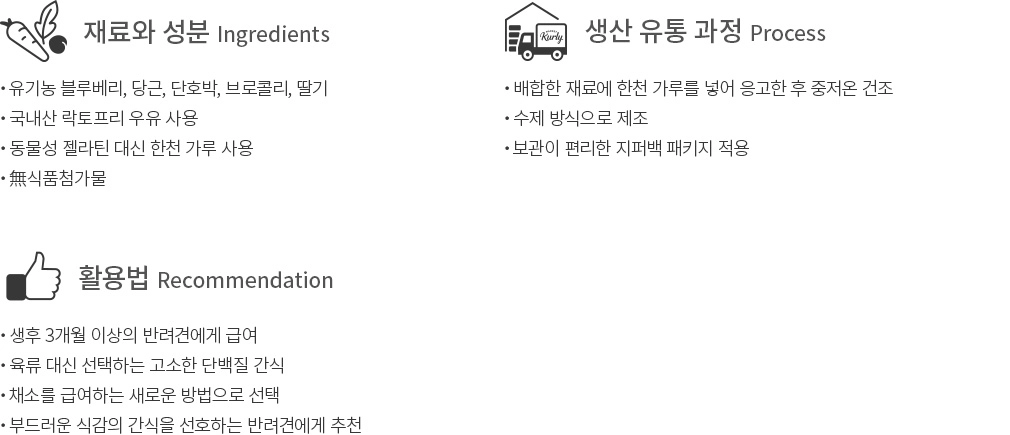 재료와 성분 Ingredients
• 유기농 블루베리, 당근, 단호박, 브로콜리, 딸기
• 국내산 락토프리 우유 사용
• 동물성 젤라틴 대신 한천 가루 사용
• 無식품첨가물
Kurly
생산 유통 과정 Process
• 배합한 재료에 한천 가루를 넣어 응고한 후 중저온 건조
• 수제 방식으로 제조
• 보관이 편리한 지퍼백 패키지 적용
활용법 Recommendation
• 생후 3개월 이상의 반려견에게 급여
• 육류 대신 선택하는 고소한 단백질 간식
• 채소를 급여하는 새로운 방법으로 선택
• 부드러운 식감의 간식을 선호하는 반려견에게 추천